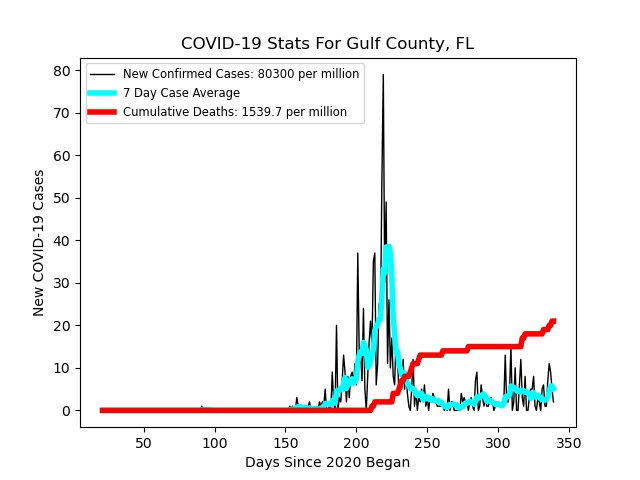 COVID-19 Stats For Gulf County, FL
New Confirmed Cases: 80300 per million
7 Day Case Average
Cumulative Deaths: 1539.7 per million
New COVID-19 Cases
80
70
60
50
40
30
20
10
0
50 100 150 200 250 300 350
Days Since 2020 Began